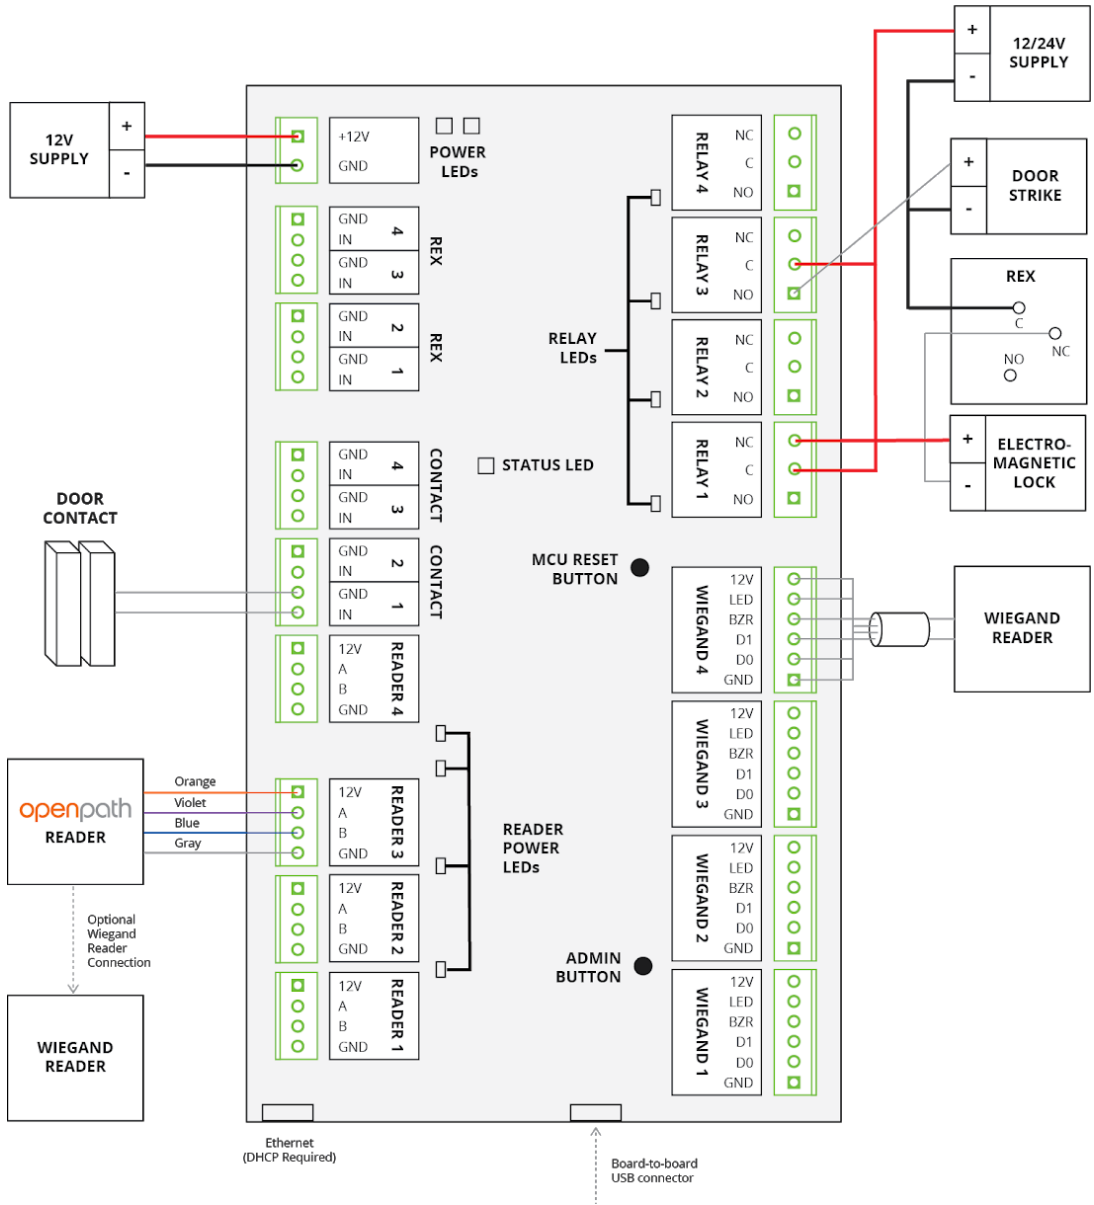 12V
SUPPLY
+
-
+12V
GND
POWER
LEDs
GND
IN
4
GND
IN
3
REX
GND
IN
2
GND
IN
1
REX
GND
IN
4
GND
IN
3
CONTACT
GND
IN
2
GND
IN
1
CONTACT
DOOR
CONTACT
12V
A
B
GND
READER 4
openpath
READER
Orange
Violet
Blue
Gray
12V
A
B
GND
READER 3
12V
A
B
GND
READER 2
12V
A
B
GND
READER 1
READER
POWER
LEDs
Optional
Wiegand
Reader
Connection
WIEGAND
READER
STATUS LED
RELAY
LEDs
MCU RESET
BUTTON
ADMIN
BUTTON
RELAY 4
NC
C
NO
RELAY 3
NC
C
NO
RELAY 2
NC
C
NO
RELAY 1
NC
C
NO
WIEGAND 4
12V
LED
BZR
D1
D0
GND
WIEGAND 3
12V
LED
BZR
D1
D0
GND
WIEGAND 2
12V
LED
BZR
D1
D0
GND
WIEGAND 1
12V
LED
BZR
D1
D0
GND
+
-
12/24V
SUPPLY
+
-
DOOR
STRIKE
REX
C
NC
NO
+
-
ELECTRO-
MAGNETIC
LOCK
WIEGAND
READER
Ethernet
(DHCP Required)
Board-to-board
USB connector